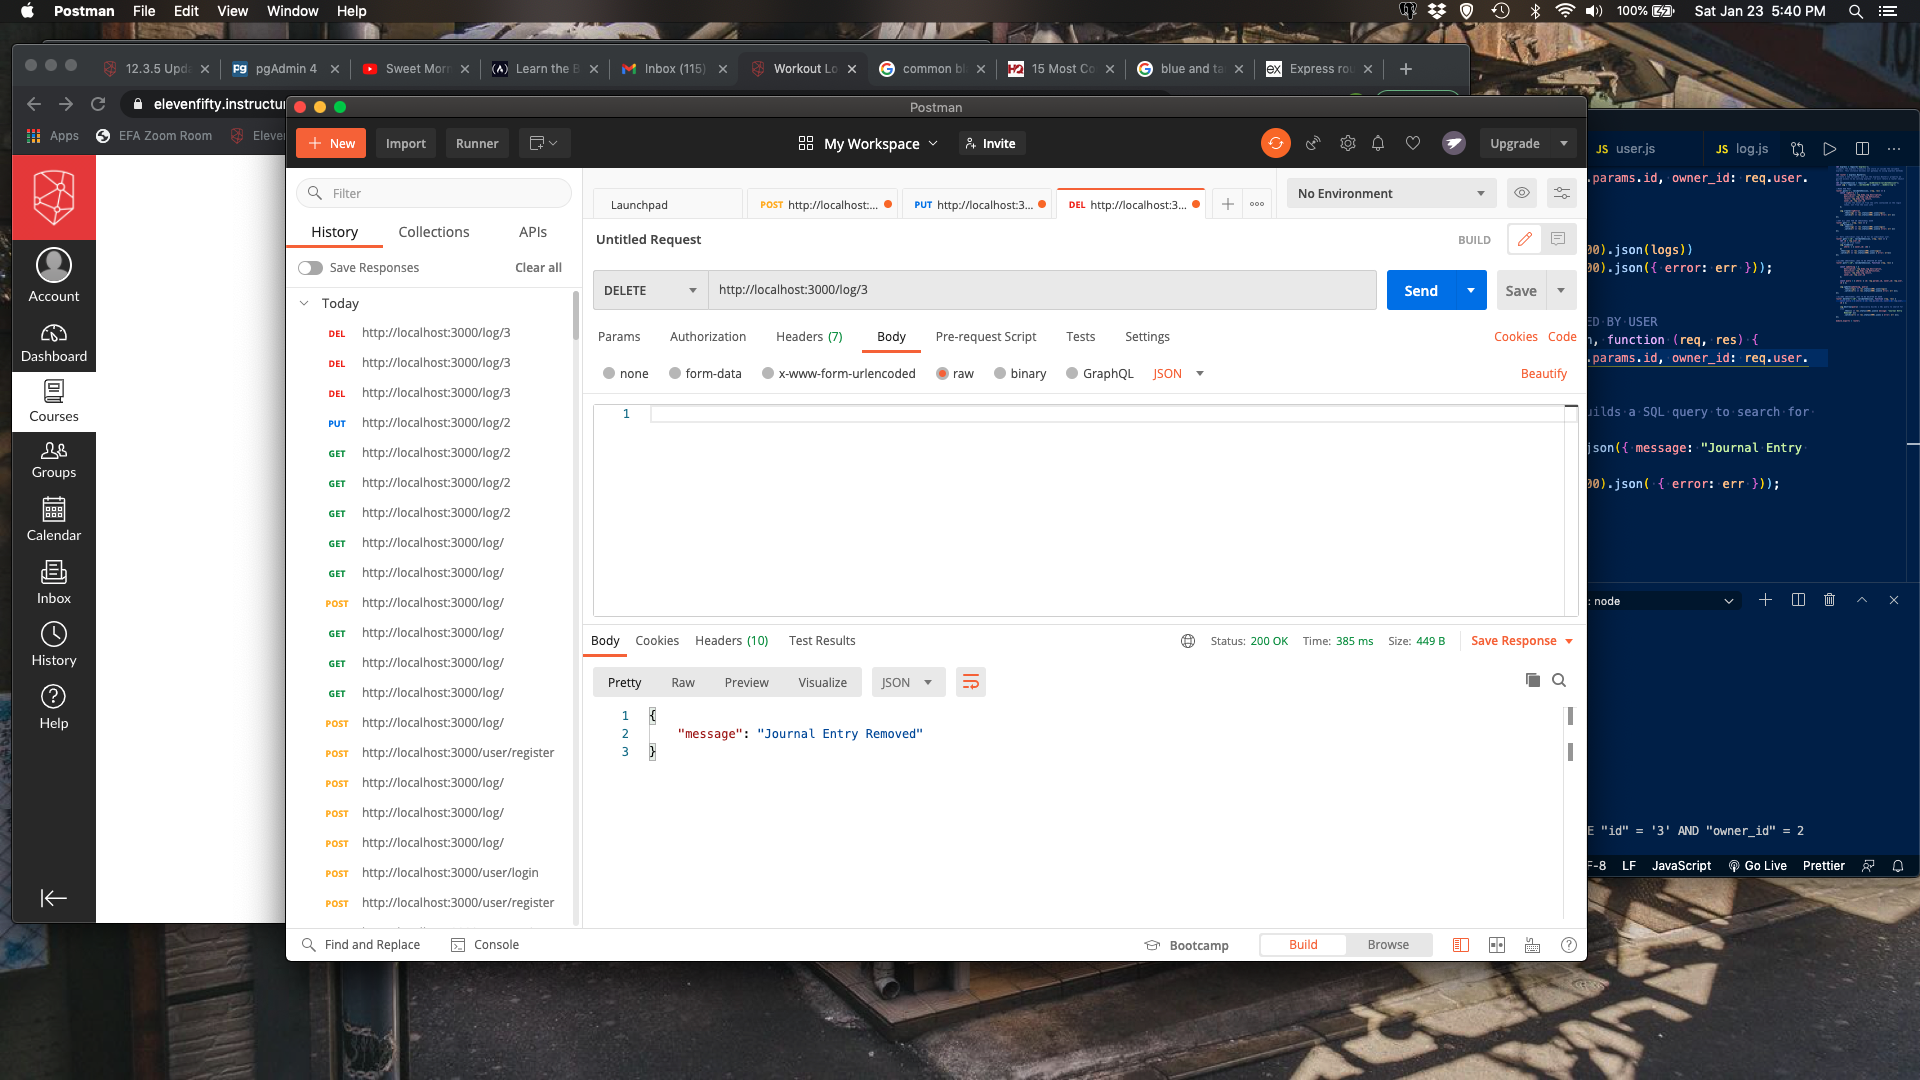 Postman File Edit View Window Help
100% Sat Jan 23 5:40 PM
12.3.5 Upda
pgAdmin 4
Sweet Morn
Learn the B
Inbox (115)
Workout Lo
common bl
15 Most Co
blue and ta
Express rou
elevenfifty.instructur
Apps EFA Zoom Room Eleve
Postman
New Import Runner My Workspace Invite Upgrade
Filter
Launchpad
POST http://localhost:...
PUT http://localhost:3...
DEL http://localhost:3...
No Environment
History Collections APIs
Untitled Request BUILD
Save Responses Clear all
DELETE http://localhost:3000/log/3 Send Save
Today
DEL http://localhost:3000/log/3
DEL http://localhost:3000/log/3
DEL http://localhost:3000/log/3
PUT http://localhost:3000/log/2
GET http://localhost:3000/log/2
GET http://localhost:3000/log/2
GET http://localhost:3000/log/2
GET http://localhost:3000/log/
GET http://localhost:3000/log/
POST http://localhost:3000/log/
GET http://localhost:3000/log/
GET http://localhost:3000/log/
GET http://localhost:3000/log/
POST http://localhost:3000/log/
POST http://localhost:3000/user/register
POST http://localhost:3000/log/
POST http://localhost:3000/log/
POST http://localhost:3000/log/
POST http://localhost:3000/user/login
POST http://localhost:3000/user/register
Params Authorization Headers (7) Body Pre-request Script Tests Settings Cookies Code
none form-data x-www-form-urlencoded raw binary GraphQL JSON Beautify
1
Body Cookies Headers (10) Test Results Status: 200 OK Time: 385 ms Size: 449 B Save Response
Pretty Raw Preview Visualize JSON
1 {
2 "message": "Journal Entry Removed"
3 }
Find and Replace Console Bootcamp Build Browse
Account
Dashboard
Courses
Groups
Calendar
Inbox
History
Help
JS user.js JS log.js
.params.id, owner_id: req.user.
00).json(logs))
00).json({ error: err }));
ED BY USER
n, function (req, res) {
.params.id, owner_id: req.user.
uilds a SQL query to search for
json({ message: "Journal Entry
00).json( { error: err }));
: node
E "id" = '3' AND "owner_id" = 2
F-8 LF JavaScript Go Live Prettier